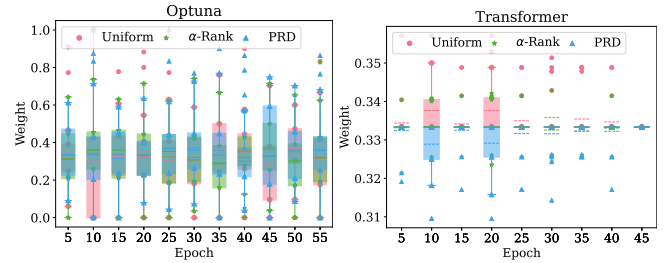 Optuna
Uniform α-Rank PRD
Weight
1.0
0.8
0.6
0.4
0.2
0.0
5 10 15 20 25 30 35 40 45 50 55
Epoch
Transformer
Uniform α-Rank PRD
Weight
0.35
0.34
0.33
0.32
0.31
5 10 15 20 25 30 35 40 45
Epoch